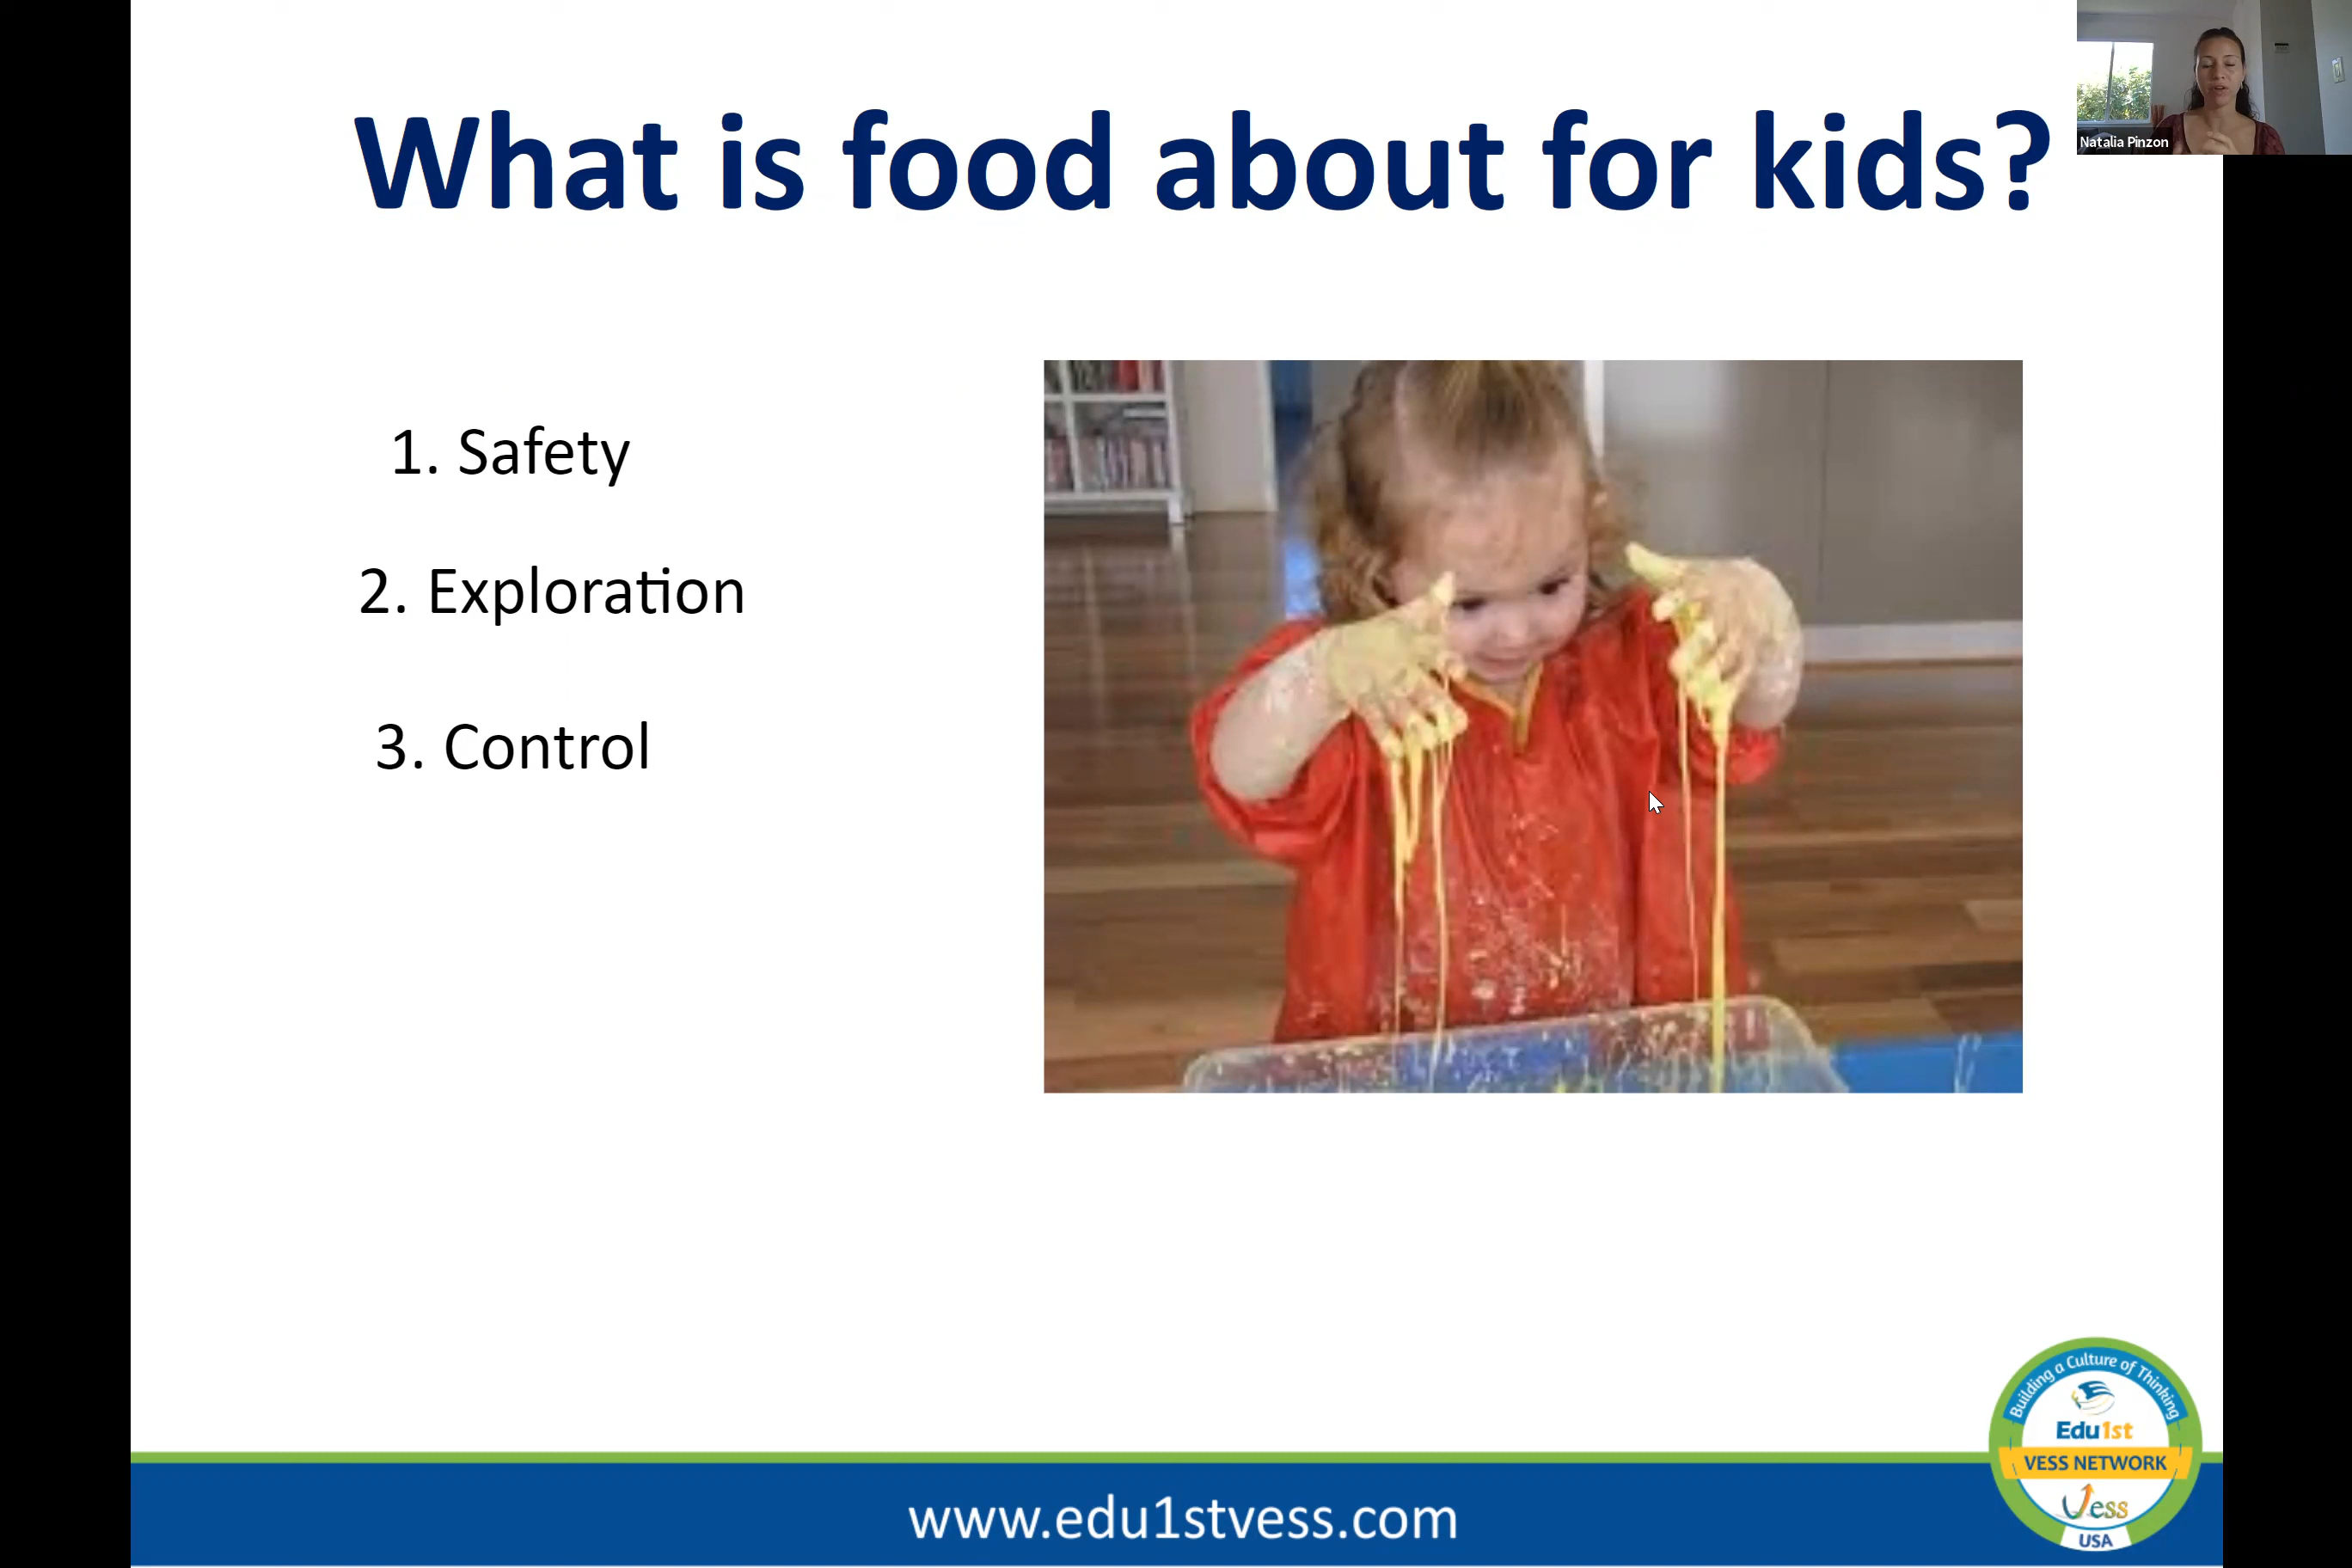 What is food about for kids?
Natalia Pinzon
1. Safety
2. Exploration
3. Control
Building a Culture of Thinking
Edu1st
VESS NETWORK
Vess
USA
www.edu1stvess.com